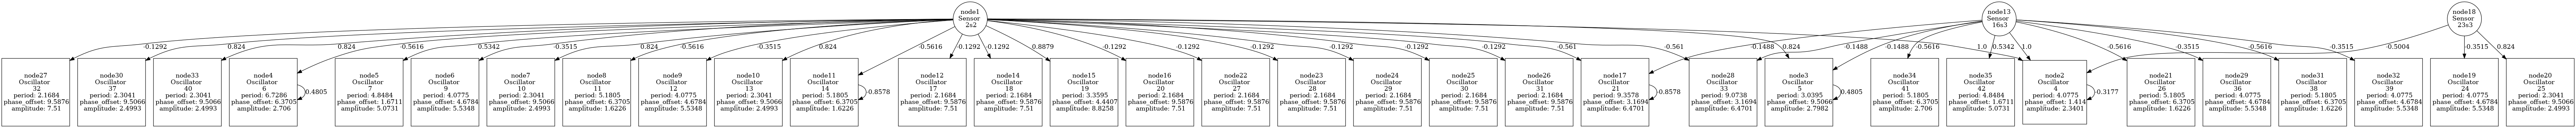 node1
Sensor
2s2
node13
Sensor
16s3
node18
Sensor
23s3
-0.1292
0.824
0.824
-0.5616
0.5342
-0.3515
0.824
-0.5616
-0.3515
0.824
-0.5616
-0.1292
-0.1292
0.8879
-0.1292
-0.1292
-0.1292
-0.1292
-0.1292
-0.1292
-0.561
-0.561
0.824
1.0
-0.1488
-0.1488
-0.1488
-0.5616
0.5342
1.0
-0.5616
-0.3515
-0.5616
-0.3515
-0.5004
-0.3515
0.824
node27
Oscillator
32
period: 2.1684
phase_offset: 9.5876
amplitude: 7.51
node30
Oscillator
37
period: 2.3041
phase_offset: 9.5066
amplitude: 2.4993
node33
Oscillator
40
period: 2.3041
phase_offset: 9.5066
amplitude: 2.4993
node4
Oscillator
6
period: 6.7286
phase_offset: 6.3705
amplitude: 2.706
0.4805
node5
Oscillator
7
period: 4.8484
phase_offset: 1.6711
amplitude: 5.0731
node6
Oscillator
9
period: 4.0775
phase_offset: 4.6784
amplitude: 5.5348
node7
Oscillator
10
period: 2.3041
phase_offset: 9.5066
amplitude: 2.4993
node8
Oscillator
11
period: 5.1805
phase_offset: 6.3705
amplitude: 1.6226
node9
Oscillator
12
period: 4.0775
phase_offset: 4.6784
amplitude: 5.5348
node10
Oscillator
13
period: 2.3041
phase_offset: 9.5066
amplitude: 2.4993
node11
Oscillator
14
period: 5.1805
phase_offset: 6.3705
amplitude: 1.6226
-0.8578
node12
Oscillator
17
period: 2.1684
phase_offset: 9.5876
amplitude: 7.51
node14
Oscillator
18
period: 2.1684
phase_offset: 9.5876
amplitude: 7.51
node15
Oscillator
19
period: 3.3595
phase_offset: 4.4407
amplitude: 8.8258
node16
Oscillator
20
period: 2.1684
phase_offset: 9.5876
amplitude: 7.51
node22
Oscillator
27
period: 2.1684
phase_offset: 9.5876
amplitude: 7.51
node23
Oscillator
28
period: 2.1684
phase_offset: 9.5876
amplitude: 7.51
node24
Oscillator
29
period: 2.1684
phase_offset: 9.5876
amplitude: 7.51
node25
Oscillator
30
period: 2.1684
phase_offset: 9.5876
amplitude: 7.51
node26
Oscillator
31
period: 2.1684
phase_offset: 9.5876
amplitude: 7.51
node17
Oscillator
21
period: 9.3578
phase_offset: 3.1694
amplitude: 6.4701
-0.8578
node28
Oscillator
33
period: 9.0738
phase_offset: 3.1694
amplitude: 6.4701
node3
Oscillator
5
period: 3.0395
phase_offset: 9.5066
amplitude: 2.7982
0.4805
node34
Oscillator
41
period: 5.1805
phase_offset: 6.3705
amplitude: 2.706
node35
Oscillator
42
period: 4.8484
phase_offset: 1.6711
amplitude: 5.0731
node2
Oscillator
4
period: 4.0775
phase_offset: 1.414
amplitude: 2.3401
-0.3177
node21
Oscillator
26
period: 5.1805
phase_offset: 6.3705
amplitude: 1.6226
node29
Oscillator
36
period: 4.0775
phase_offset: 4.6784
amplitude: 5.5348
node31
Oscillator
38
period: 5.1805
phase_offset: 6.3705
amplitude: 1.6226
node32
Oscillator
39
period: 4.0775
phase_offset: 4.6784
amplitude: 5.5348
node19
Oscillator
24
period: 4.0775
phase_offset: 4.6784
amplitude: 5.5348
node20
Oscillator
25
period: 2.3041
phase_offset: 9.5066
amplitude: 2.4993